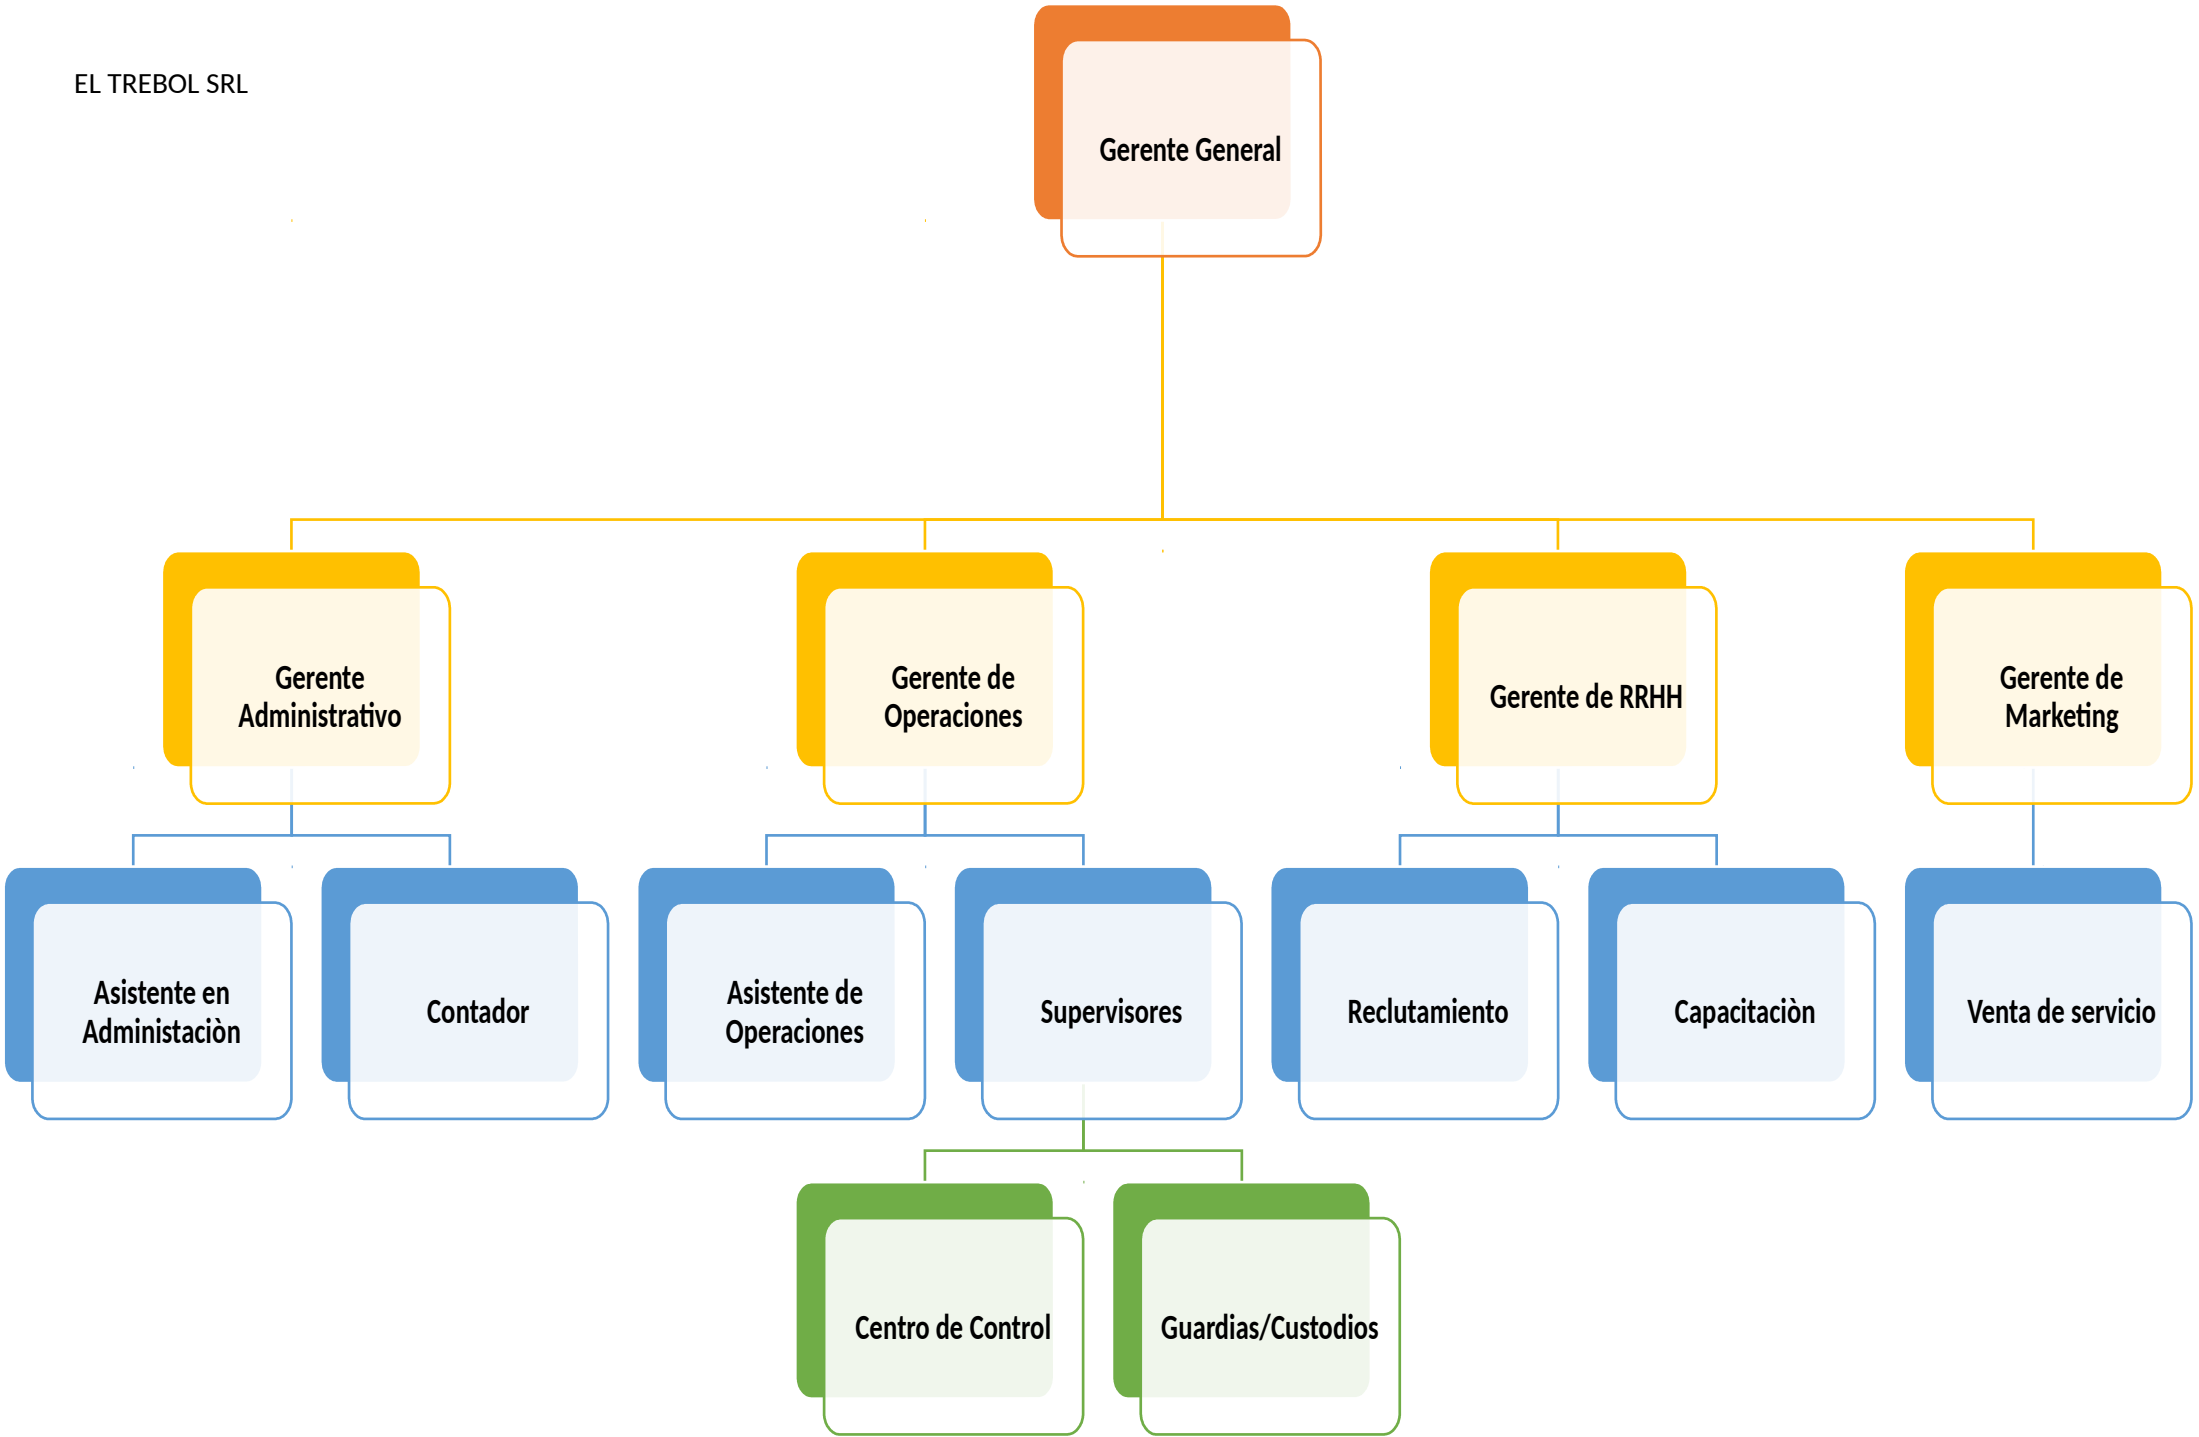 EL TREBOL SRL
Gerente General
Gerente
Administrativo
Gerente de
Operaciones
Gerente de RRHH
Gerente de
Marketing
Asistente en
Administaciòn
Contador
Asistente de
Operaciones
Supervisores
Reclutamiento
Capacitaciòn
Venta de servicio
Centro de Control
Guardias/Custodios